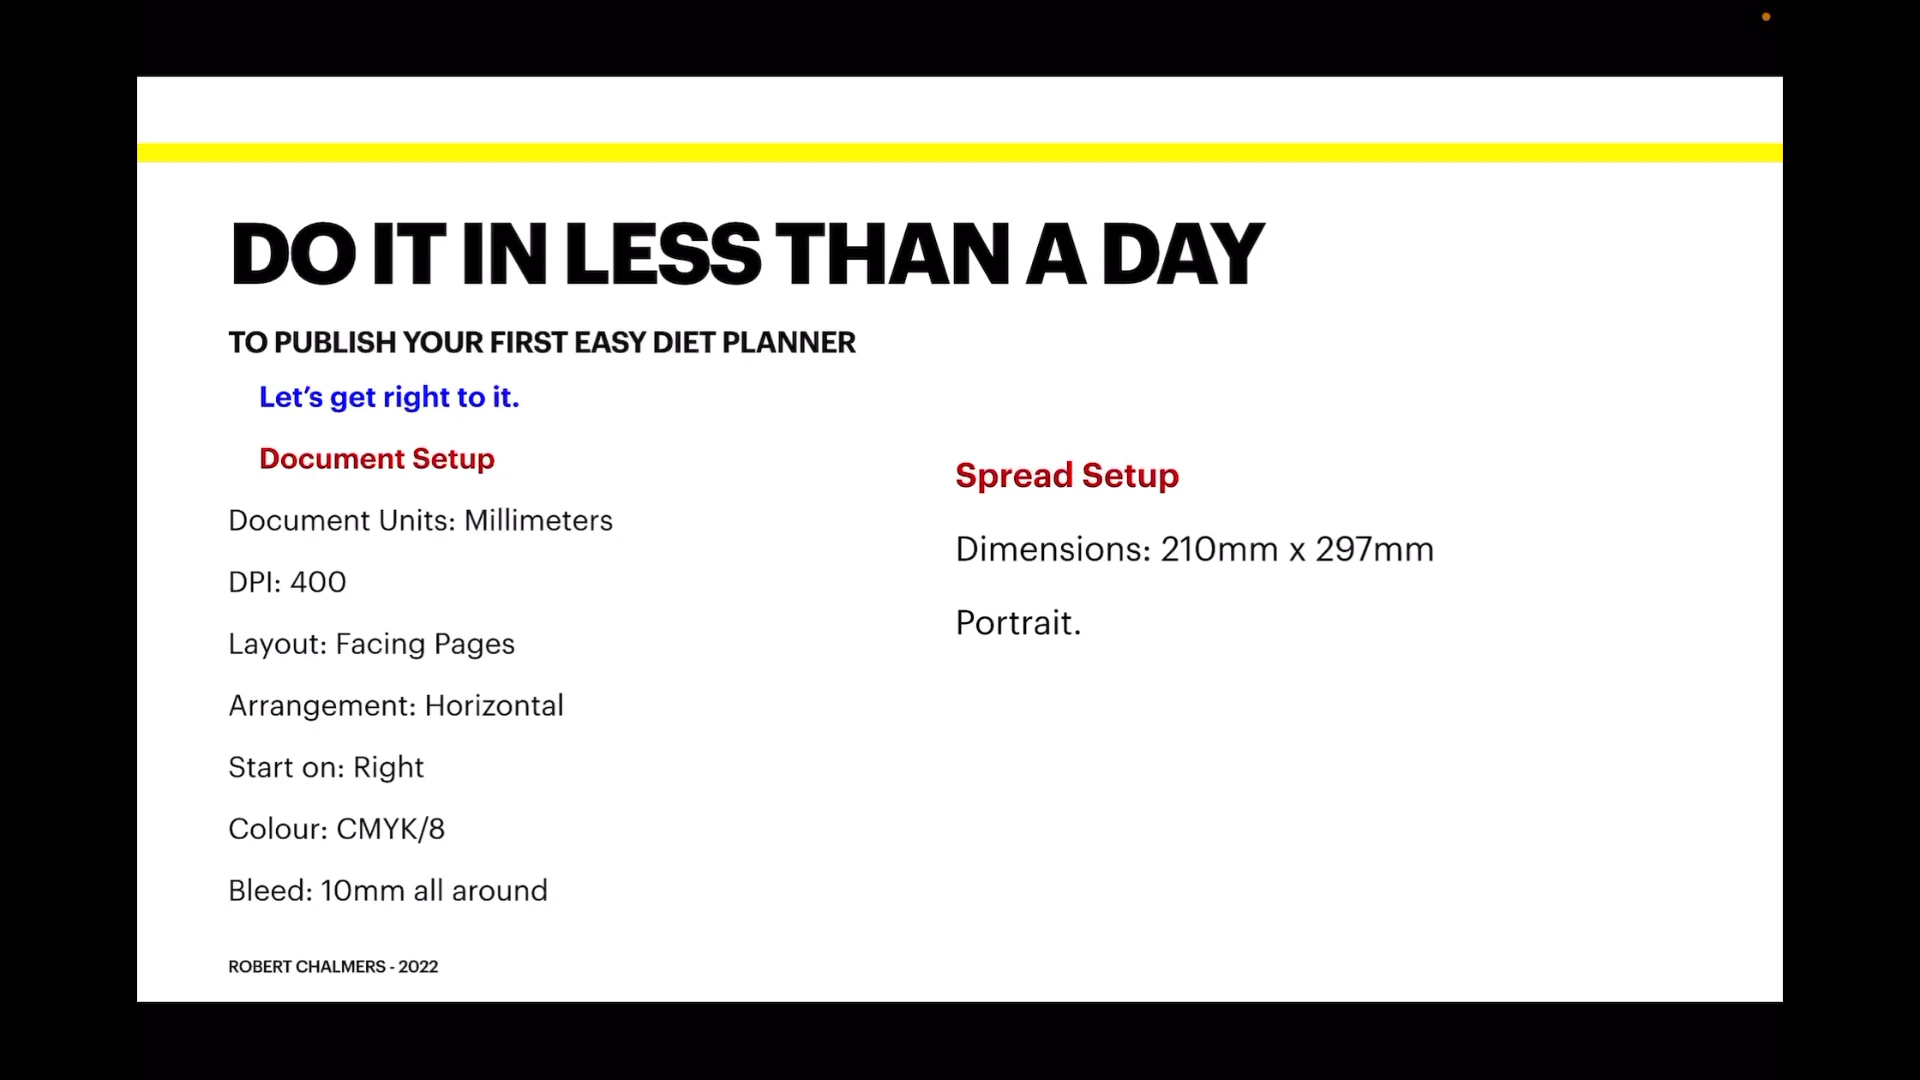 DO IT IN LESS THAN A DAY
TO PUBLISH YOUR FIRST EASY DIET PLANNER
Let’s get right to it.
Document Setup
Document Units: Millimeters
DPI: 400
Layout: Facing Pages
Arrangement: Horizontal
Start on: Right
Colour: CMYK/8
Bleed: 10mm all around
Spread Setup
Dimensions: 210mm x 297mm
Portrait.
ROBERT CHALMERS - 2022